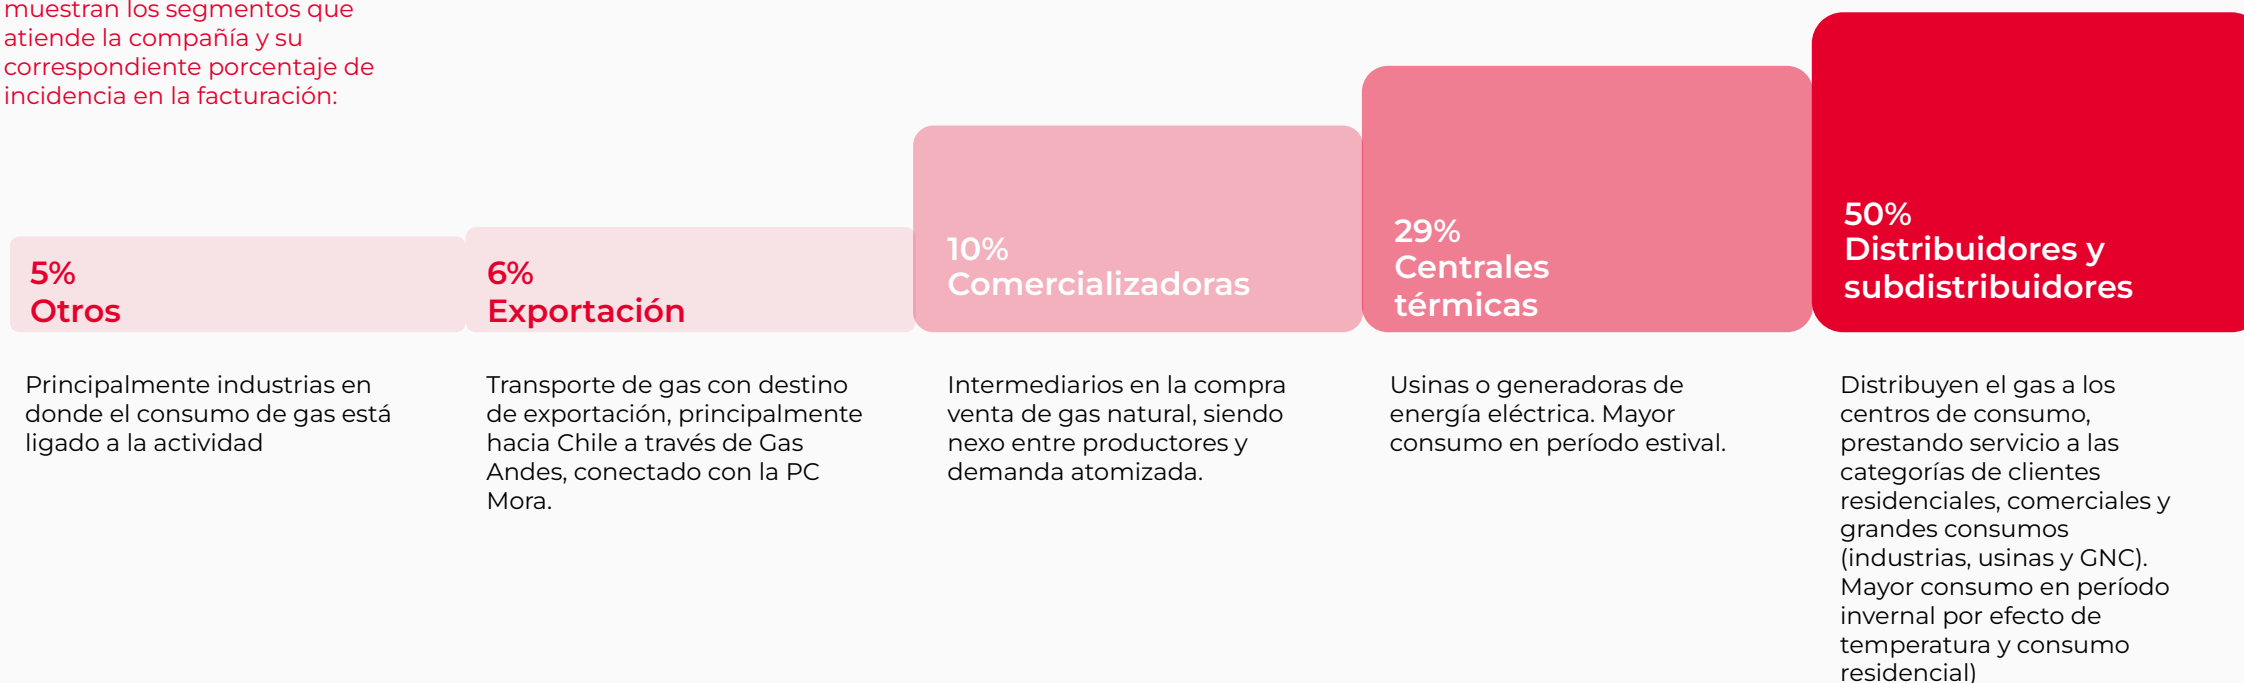 muestran los segmentos que
atiende la compañía y su
correspondiente porcentaje de
incidencia en la facturación:
5%
Otros
Principalmente industrias en
donde el consumo de gas está
ligado a la actividad
6%
Exportación
Transporte de gas con destino
de exportación, principalmente
hacia Chile a través de Gas
Andes, conectado con la PC
Mora.
10%
Comercializadoras
Intermediarios en la compra
venta de gas natural, siendo
nexo entre productores y
demanda atomizada.
29%
Centrales
térmicas
Usinas o generadoras de
energía eléctrica. Mayor
consumo en período estival.
50%
Distribuidores y
subdistribuidores
Distribuyen el gas a los
centros de consumo,
prestando servicio a las
categorías de clientes
residenciales, comerciales y
grandes consumos
(industrias, usinas y GNC).
Mayor consumo en período
invernal por efecto de
temperatura y consumo
residencial)